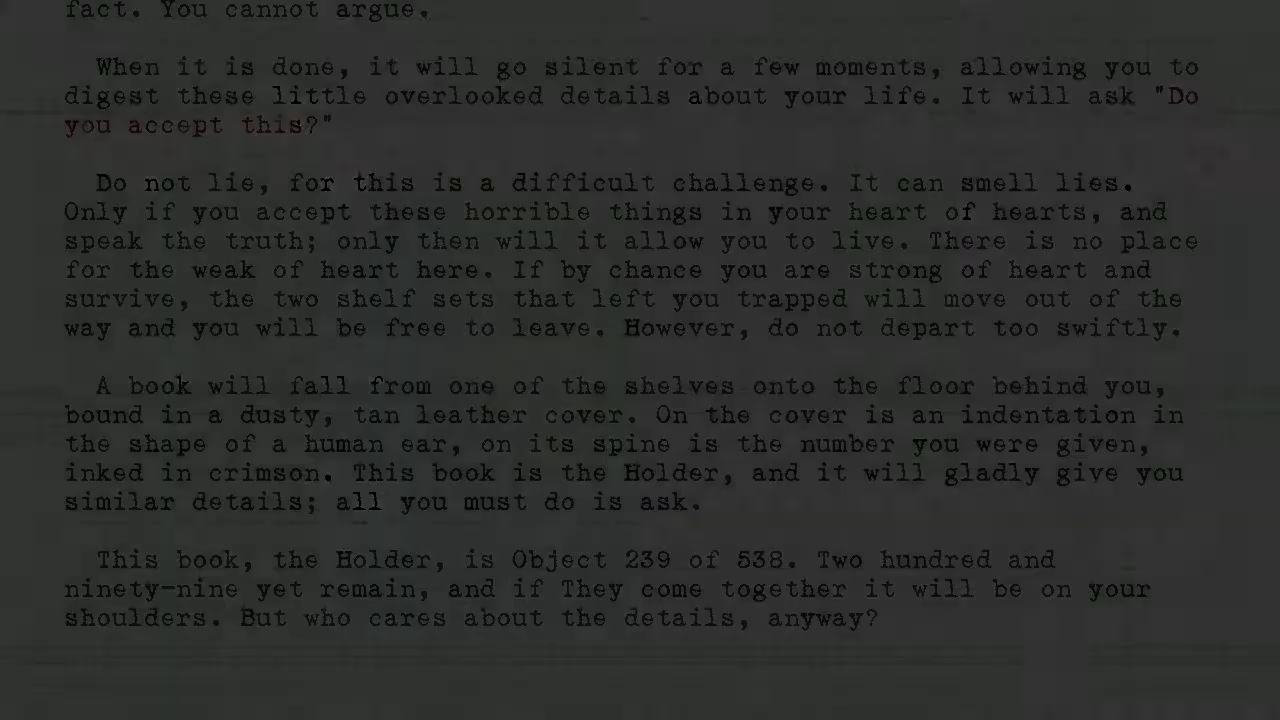 fact. You cannot argue.
When it is done, it will go silent for a few moments, allowing you to
digest these little overlooked details about your life. It will ask "Do
you accept this?"
Do not lie, for this is a difficult challenge. It can smell lies.
Only if you accept these horrible things in your heart of hearts, and
speak the truth; only then will it allow you to live. There is no place
for the weak of heart here. If by chance you are strong of heart and
survive, the two shelf sets that left you trapped will move out of the
way and you will be free to leave. However, do not depart too swiftly.
A book will fall from one of the shelves onto the floor behind you,
bound in a dusty, tan leather cover. On the cover is an indentation in
the shape of a human ear, on its spine is the number you were given,
inked in crimson. This book is the Holder, and it will gladly give you
similar details; all you must do is ask.
This book, the Holder, is Object 239 of 538. Two hundred and
ninety-nine yet remain, and if They come together it will be on your
shoulders. But who cares about the details, anyway?